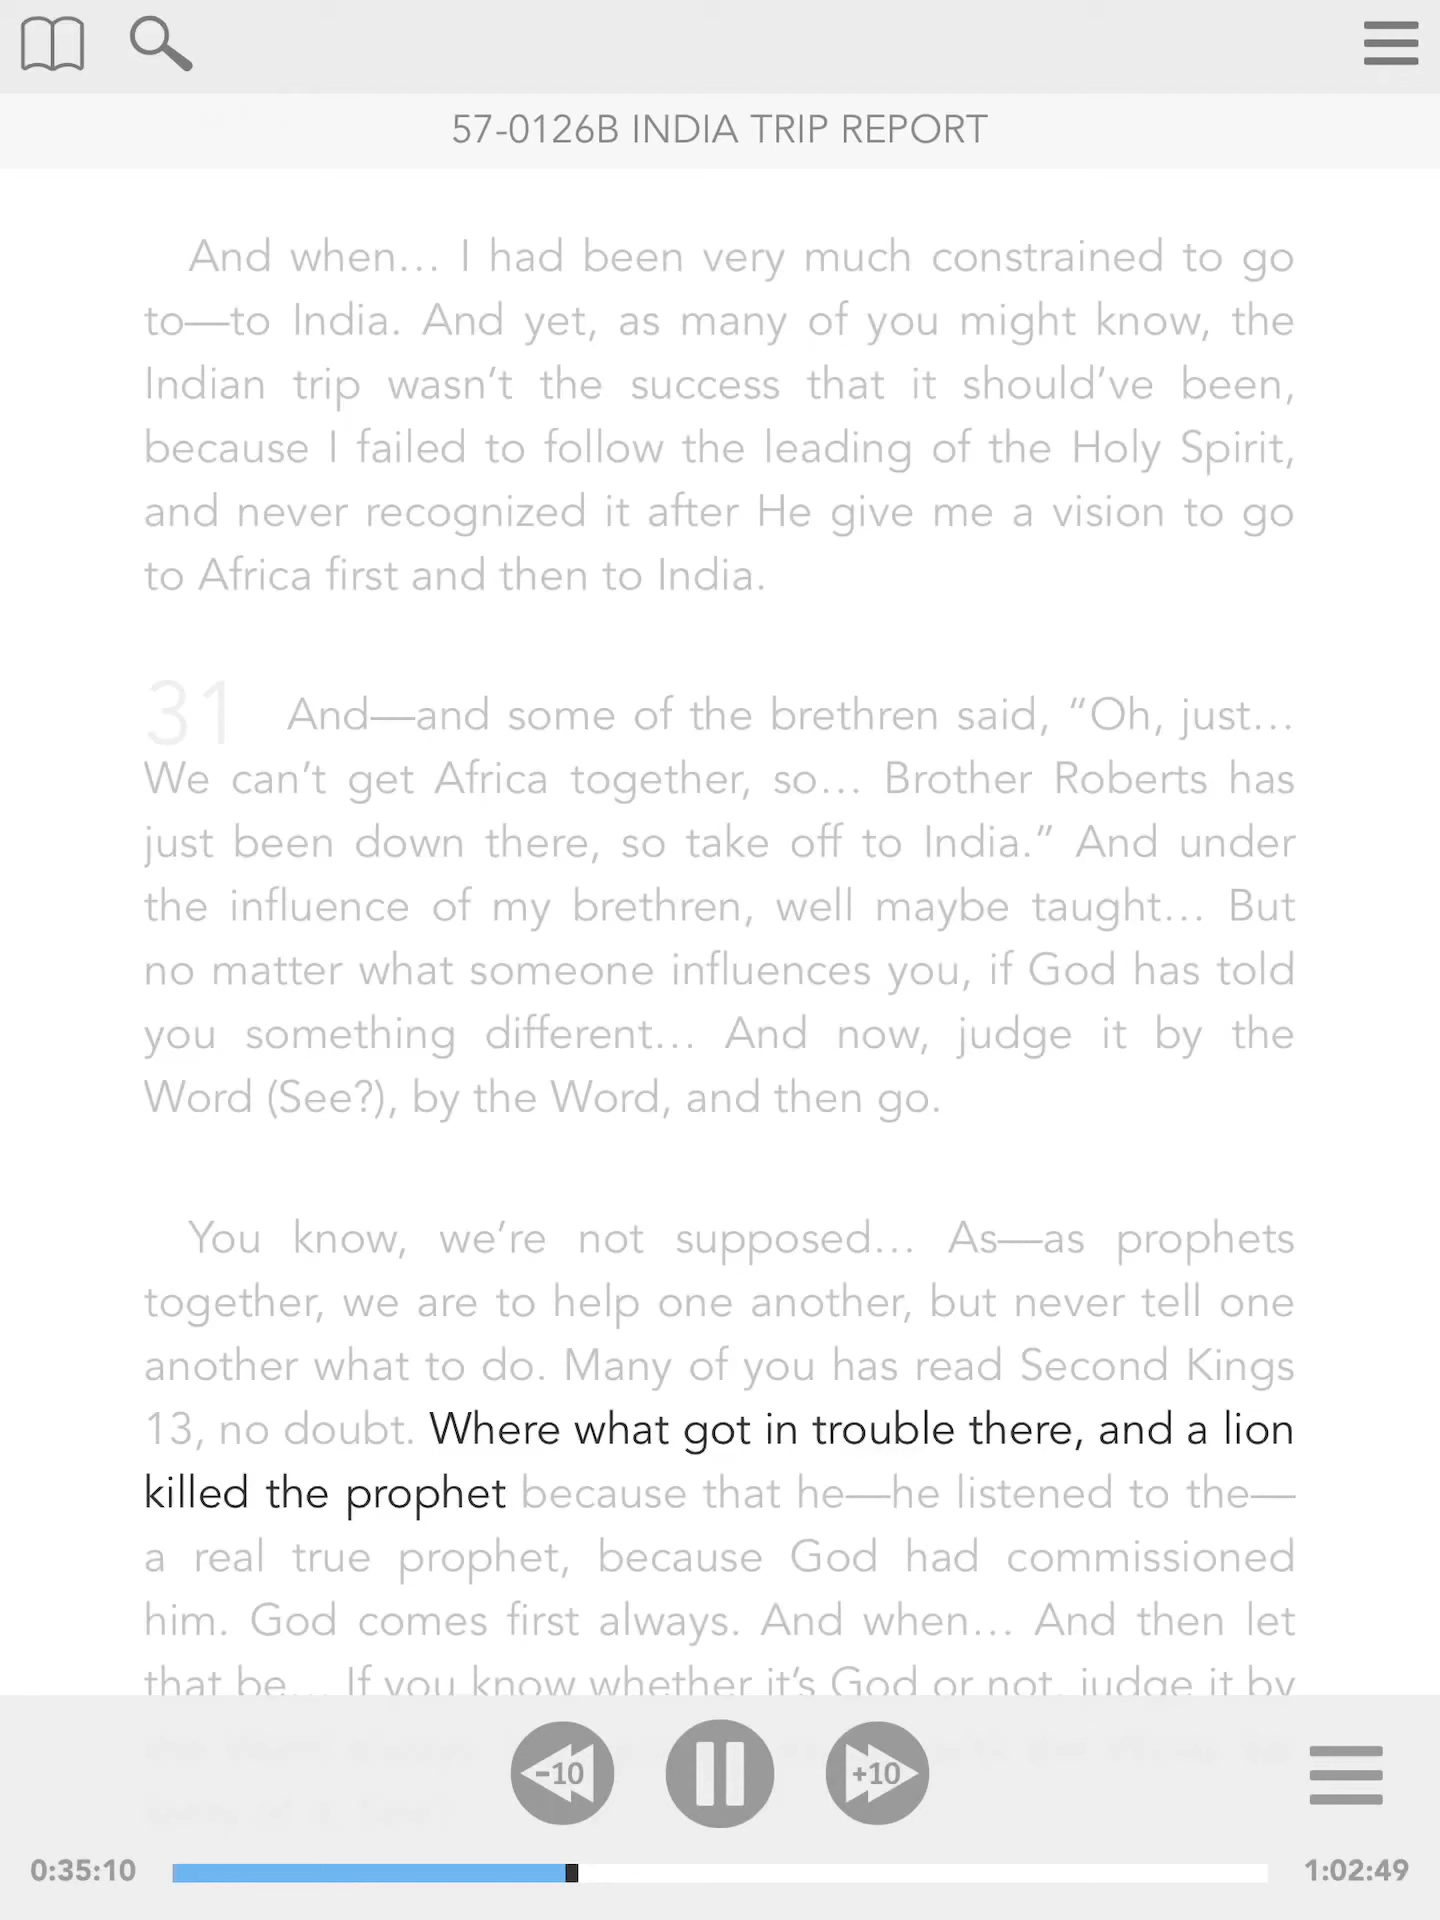 57-0126B INDIA TRIP REPORT
And when… I had been very much constrained to go
to—to India. And yet, as many of you might know, the
Indian trip wasn’t the success that it should’ve been,
because I failed to follow the leading of the Holy Spirit,
and never recognized it after He give me a vision to go
to Africa first and then to India.
31 And—and some of the brethren said, “Oh, just…
We can’t get Africa together, so… Brother Roberts has
just been down there, so take off to India.” And under
the influence of my brethren, well maybe taught… But
no matter what someone influences you, if God has told
you something different… And now, judge it by the
Word (See?), by the Word, and then go.
You know, we’re not supposed… As—as prophets
together, we are to help one another, but never tell one
another what to do. Many of you has read Second Kings
13, no doubt. Where what got in trouble there, and a lion
killed the prophet because that he—he listened to the—
a real true prophet, because God had commissioned
him. God comes first always. And when… And then let
that be… If you know whether it’s God or not, judge it by
-10
+10
0:35:10
1:02:49